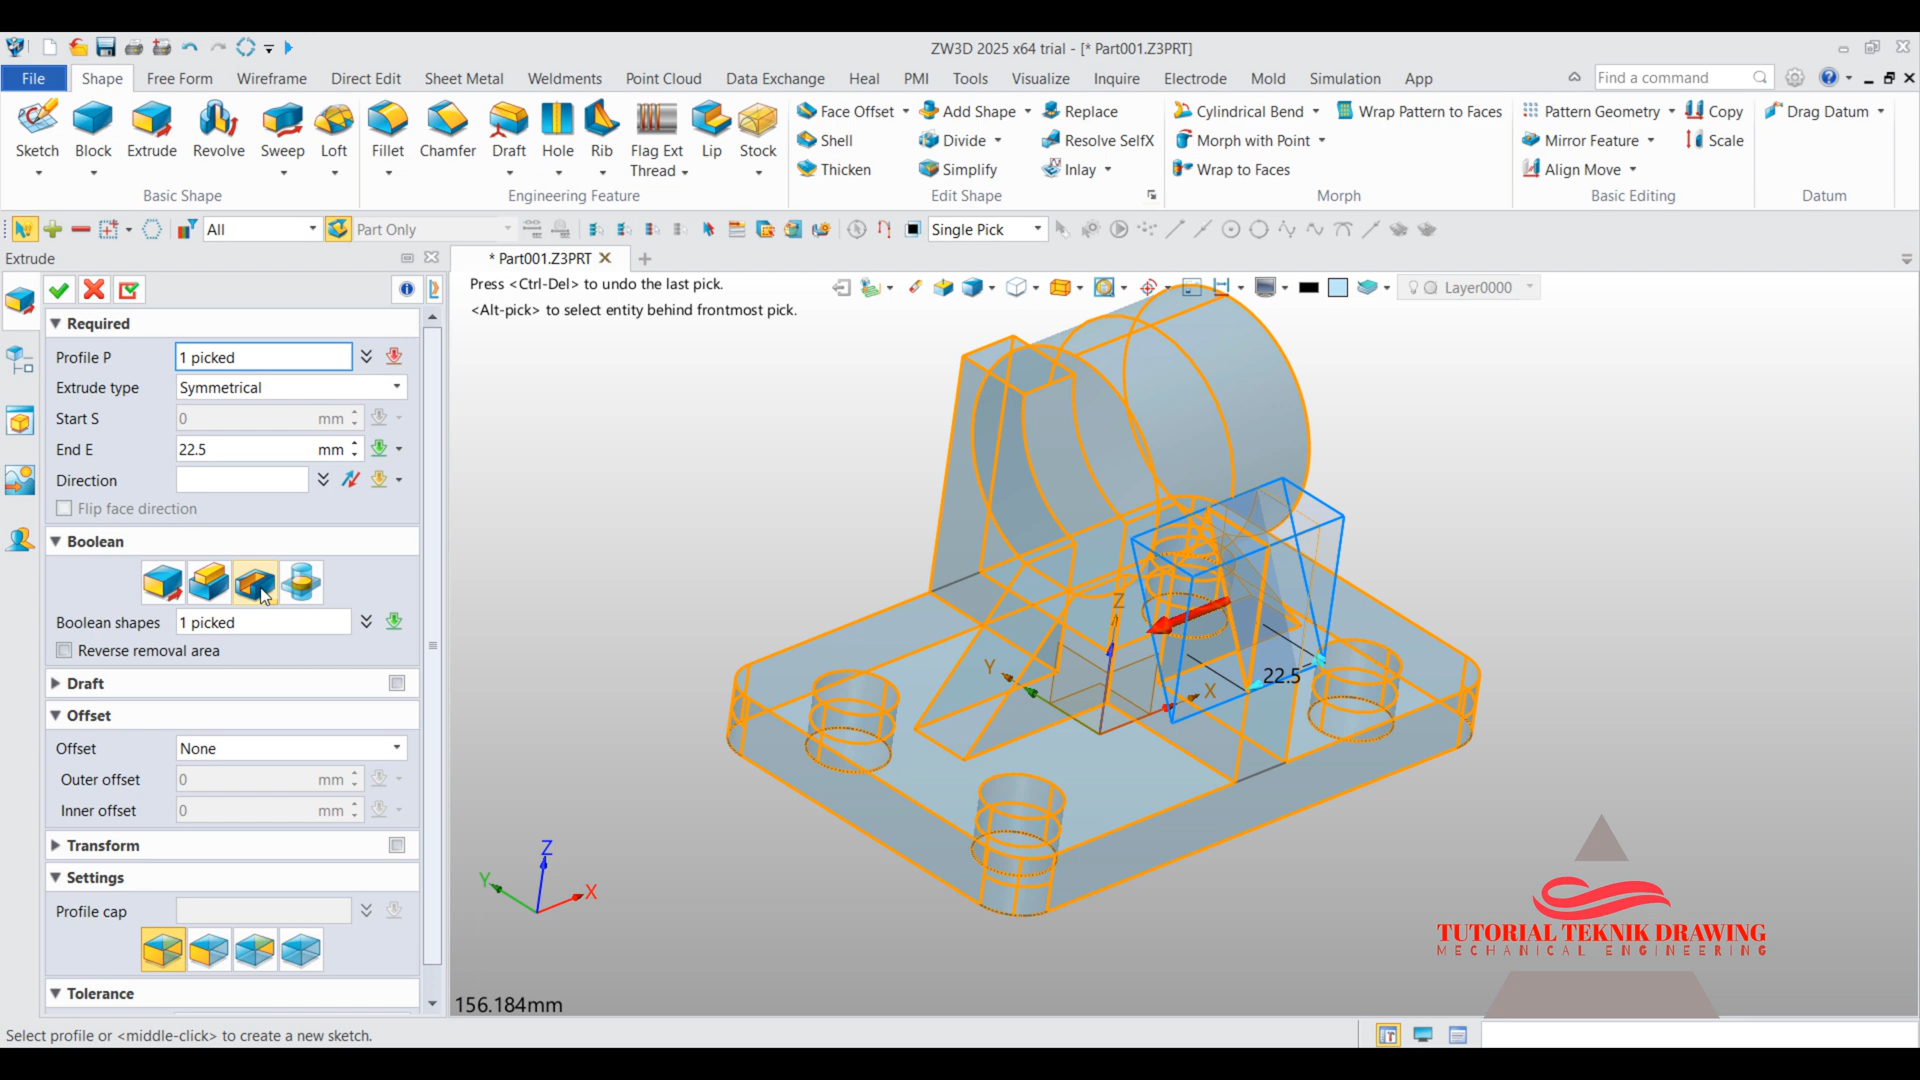 ZW3D 2025 x64 trial - [* Part001.Z3PRT]
File Shape Free Form Wireframe Direct Edit Sheet Metal Weldments Point Cloud Data Exchange Heal PMI Tools Visualize Inquire Electrode Mold Simulation App Find a command
Sketch Block Extrude Revolve Sweep Loft Fillet Chamfer Draft Hole Rib Flag Ext Thread Lip Stock
Face Offset Add Shape Replace
Shell Divide Resolve SelfX
Thicken Simplify Inlay
Cylindrical Bend Wrap Pattern to Faces
Morph with Point
Wrap to Faces
Pattern Geometry Copy
Mirror Feature Scale
Align Move
Drag Datum
Basic Shape Engineering Feature Edit Shape Morph Basic Editing Datum
All Part Only Single Pick
Extrude
* Part001.Z3PRT
Press <Ctrl-Del> to undo the last pick.
<Alt-pick> to select entity behind frontmost pick.
Layer0000
Required
Profile P 1 picked
Extrude type Symmetrical
Start S 0 mm
End E 22.5 mm
Direction
Flip face direction
Boolean
Boolean shapes 1 picked
Reverse removal area
Draft
Offset
Offset None
Outer offset 0 mm
Inner offset 0 mm
Transform
Settings
Profile cap
Tolerance
Z
Y
X
22.5
Z
Y
X
156.184mm
TUTORIAL TEKNIK DRAWING
MECHANICAL ENGINEERING
Select profile or <middle-click> to create a new sketch.